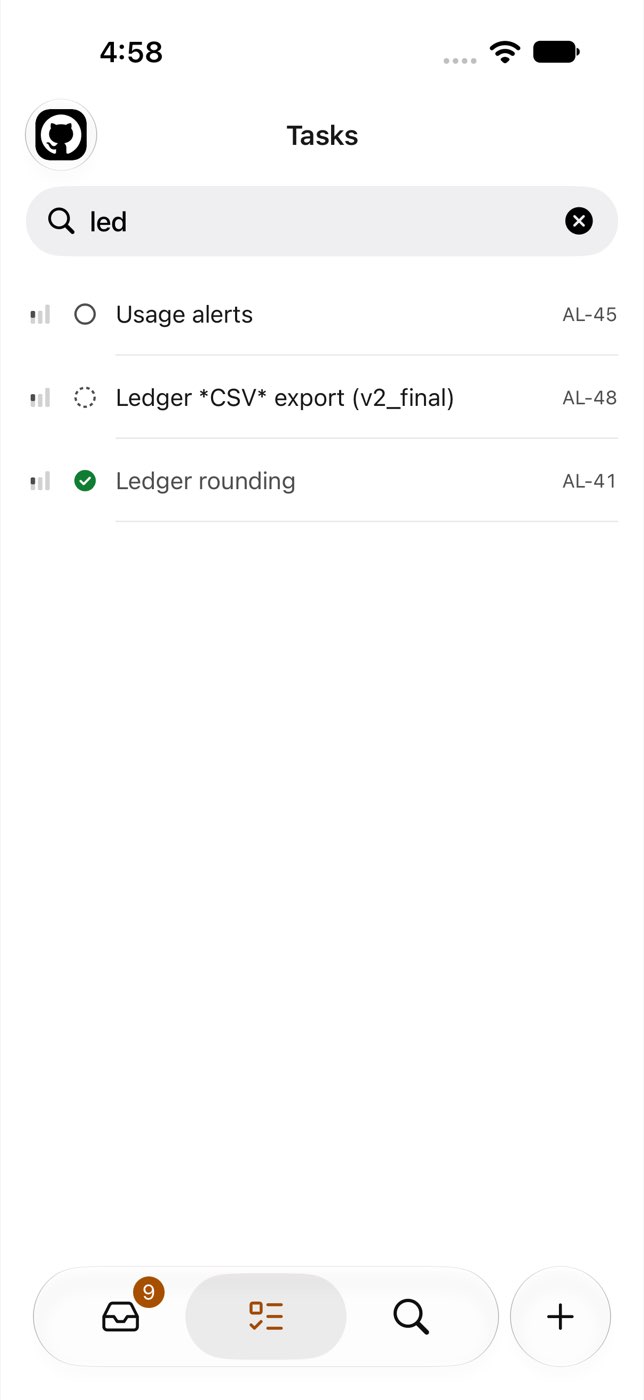 4:58
Tasks
led
Usage alerts AL-45
Ledger *CSV* export (v2_final) AL-48
Ledger rounding AL-41
9